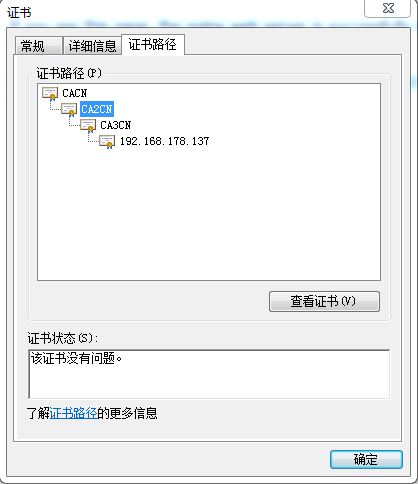 证书
常规 详细信息 证书路径
证书路径(P)
CACN
CA2CN
CA3CN
192.168.178.137
查看证书(V)
证书状态(S):
该证书没有问题。
了解证书路径的更多信息
确定